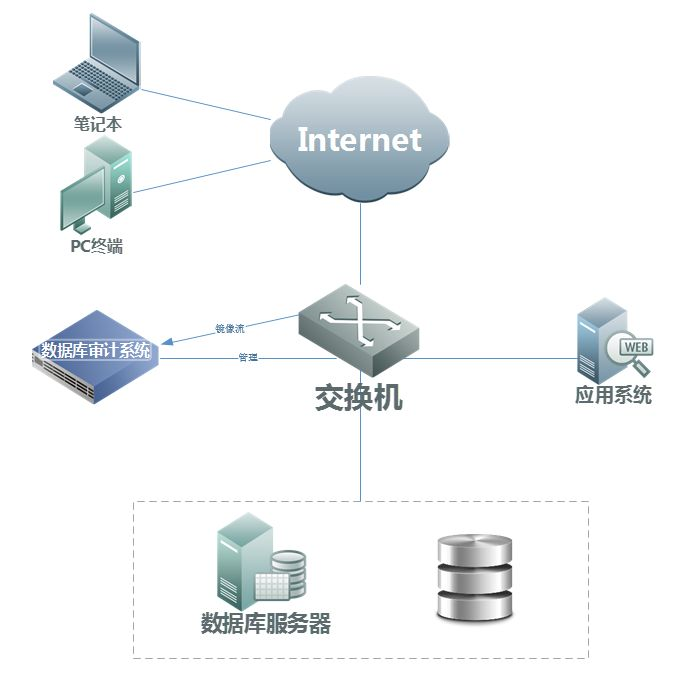 笔记本
Internet
PC终端
镜像流
数据库审计系统
管理
WEB
交换机
应用系统
数据库服务器